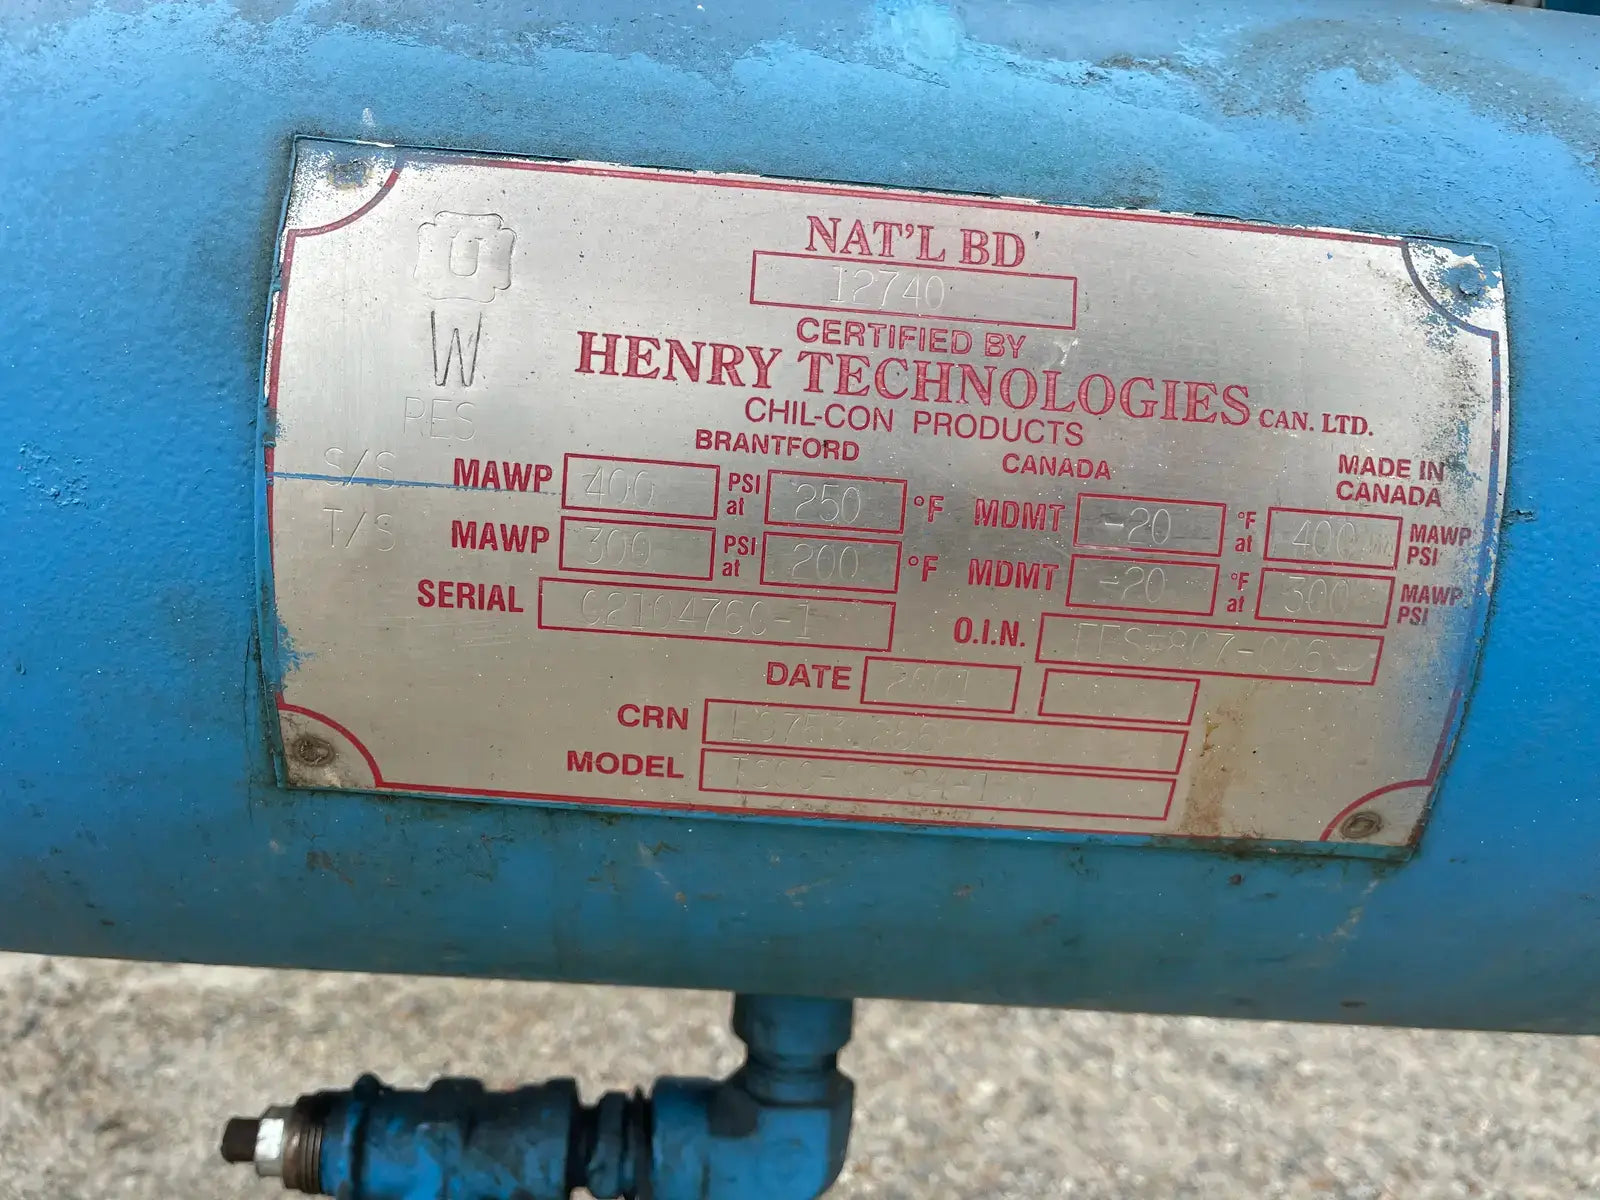 U
W
RES
NAT'L BD
12740
CERTIFIED BY
HENRY TECHNOLOGIES CAN. LTD.
CHIL-CON PRODUCTS
BRANTFORD CANADA MADE IN CANADA
S/S MAWP 400 PSI at 250 °F MDMT -20 °F at 400 MAWP PSI
T/S MAWP 300 PSI at 200 °F MDMT -20 °F at 300 MAWP PSI
SERIAL O.I.N.
DATE 2001
CRN
MODEL